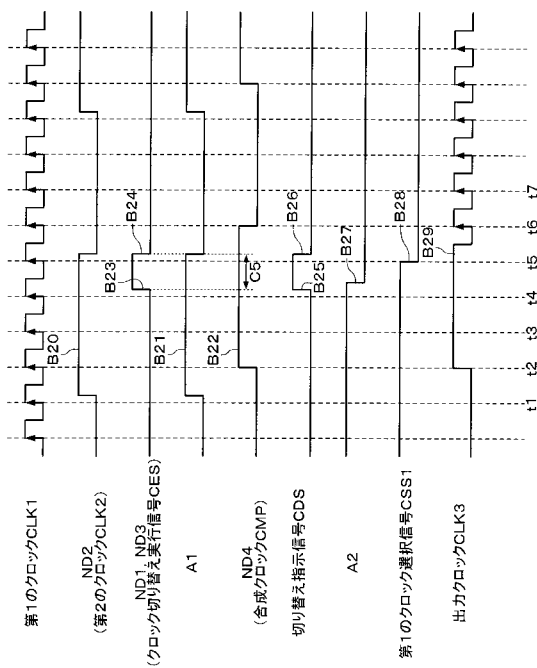 第1のクロックCLK1
ND2
(第2のクロックCLK2)
ND1、ND3
(クロック切り替え実行信号CES)
A1
ND4
(合成クロックCMP)
切り替え指示信号CDS
A2
第1のクロック選択信号CSS1
出力クロックCLK3
B20
B23
B24
B21
B22
C5
B25
B26
B27
B28
B29
t1
t2
t3
t4
t5
t6
t7